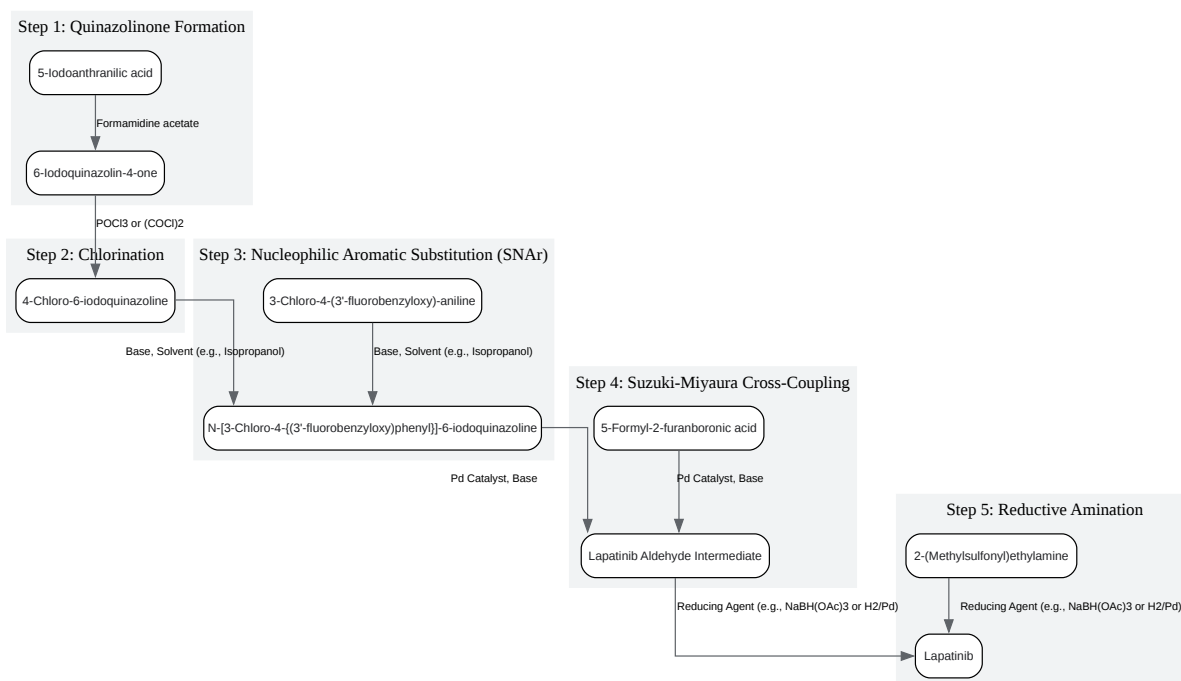 Step 1: Quinazolinone Formation
5-Iodoanthranilic acid
Formamidine acetate
6-Iodoquinazolin-4-one
POCl3 or (COCl)2
Step 2: Chlorination
4-Chloro-6-iodoquinazoline
Step 3: Nucleophilic Aromatic Substitution (SNAr)
3-Chloro-4-(3'-fluorobenzyloxy)-aniline
Base, Solvent (e.g., Isopropanol)
Base, Solvent (e.g., Isopropanol)
N-[3-Chloro-4-{(3'-fluorobenzyloxy)phenyl}]-6-iodoquinazoline
Step 4: Suzuki-Miyaura Cross-Coupling
5-Formyl-2-furanboronic acid
Pd Catalyst, Base
Pd Catalyst, Base
Lapatinib Aldehyde Intermediate
Step 5: Reductive Amination
2-(Methylsulfonyl)ethylamine
Reducing Agent (e.g., NaBH(OAc)3 or H2/Pd)
Reducing Agent (e.g., NaBH(OAc)3 or H2/Pd)
Lapatinib